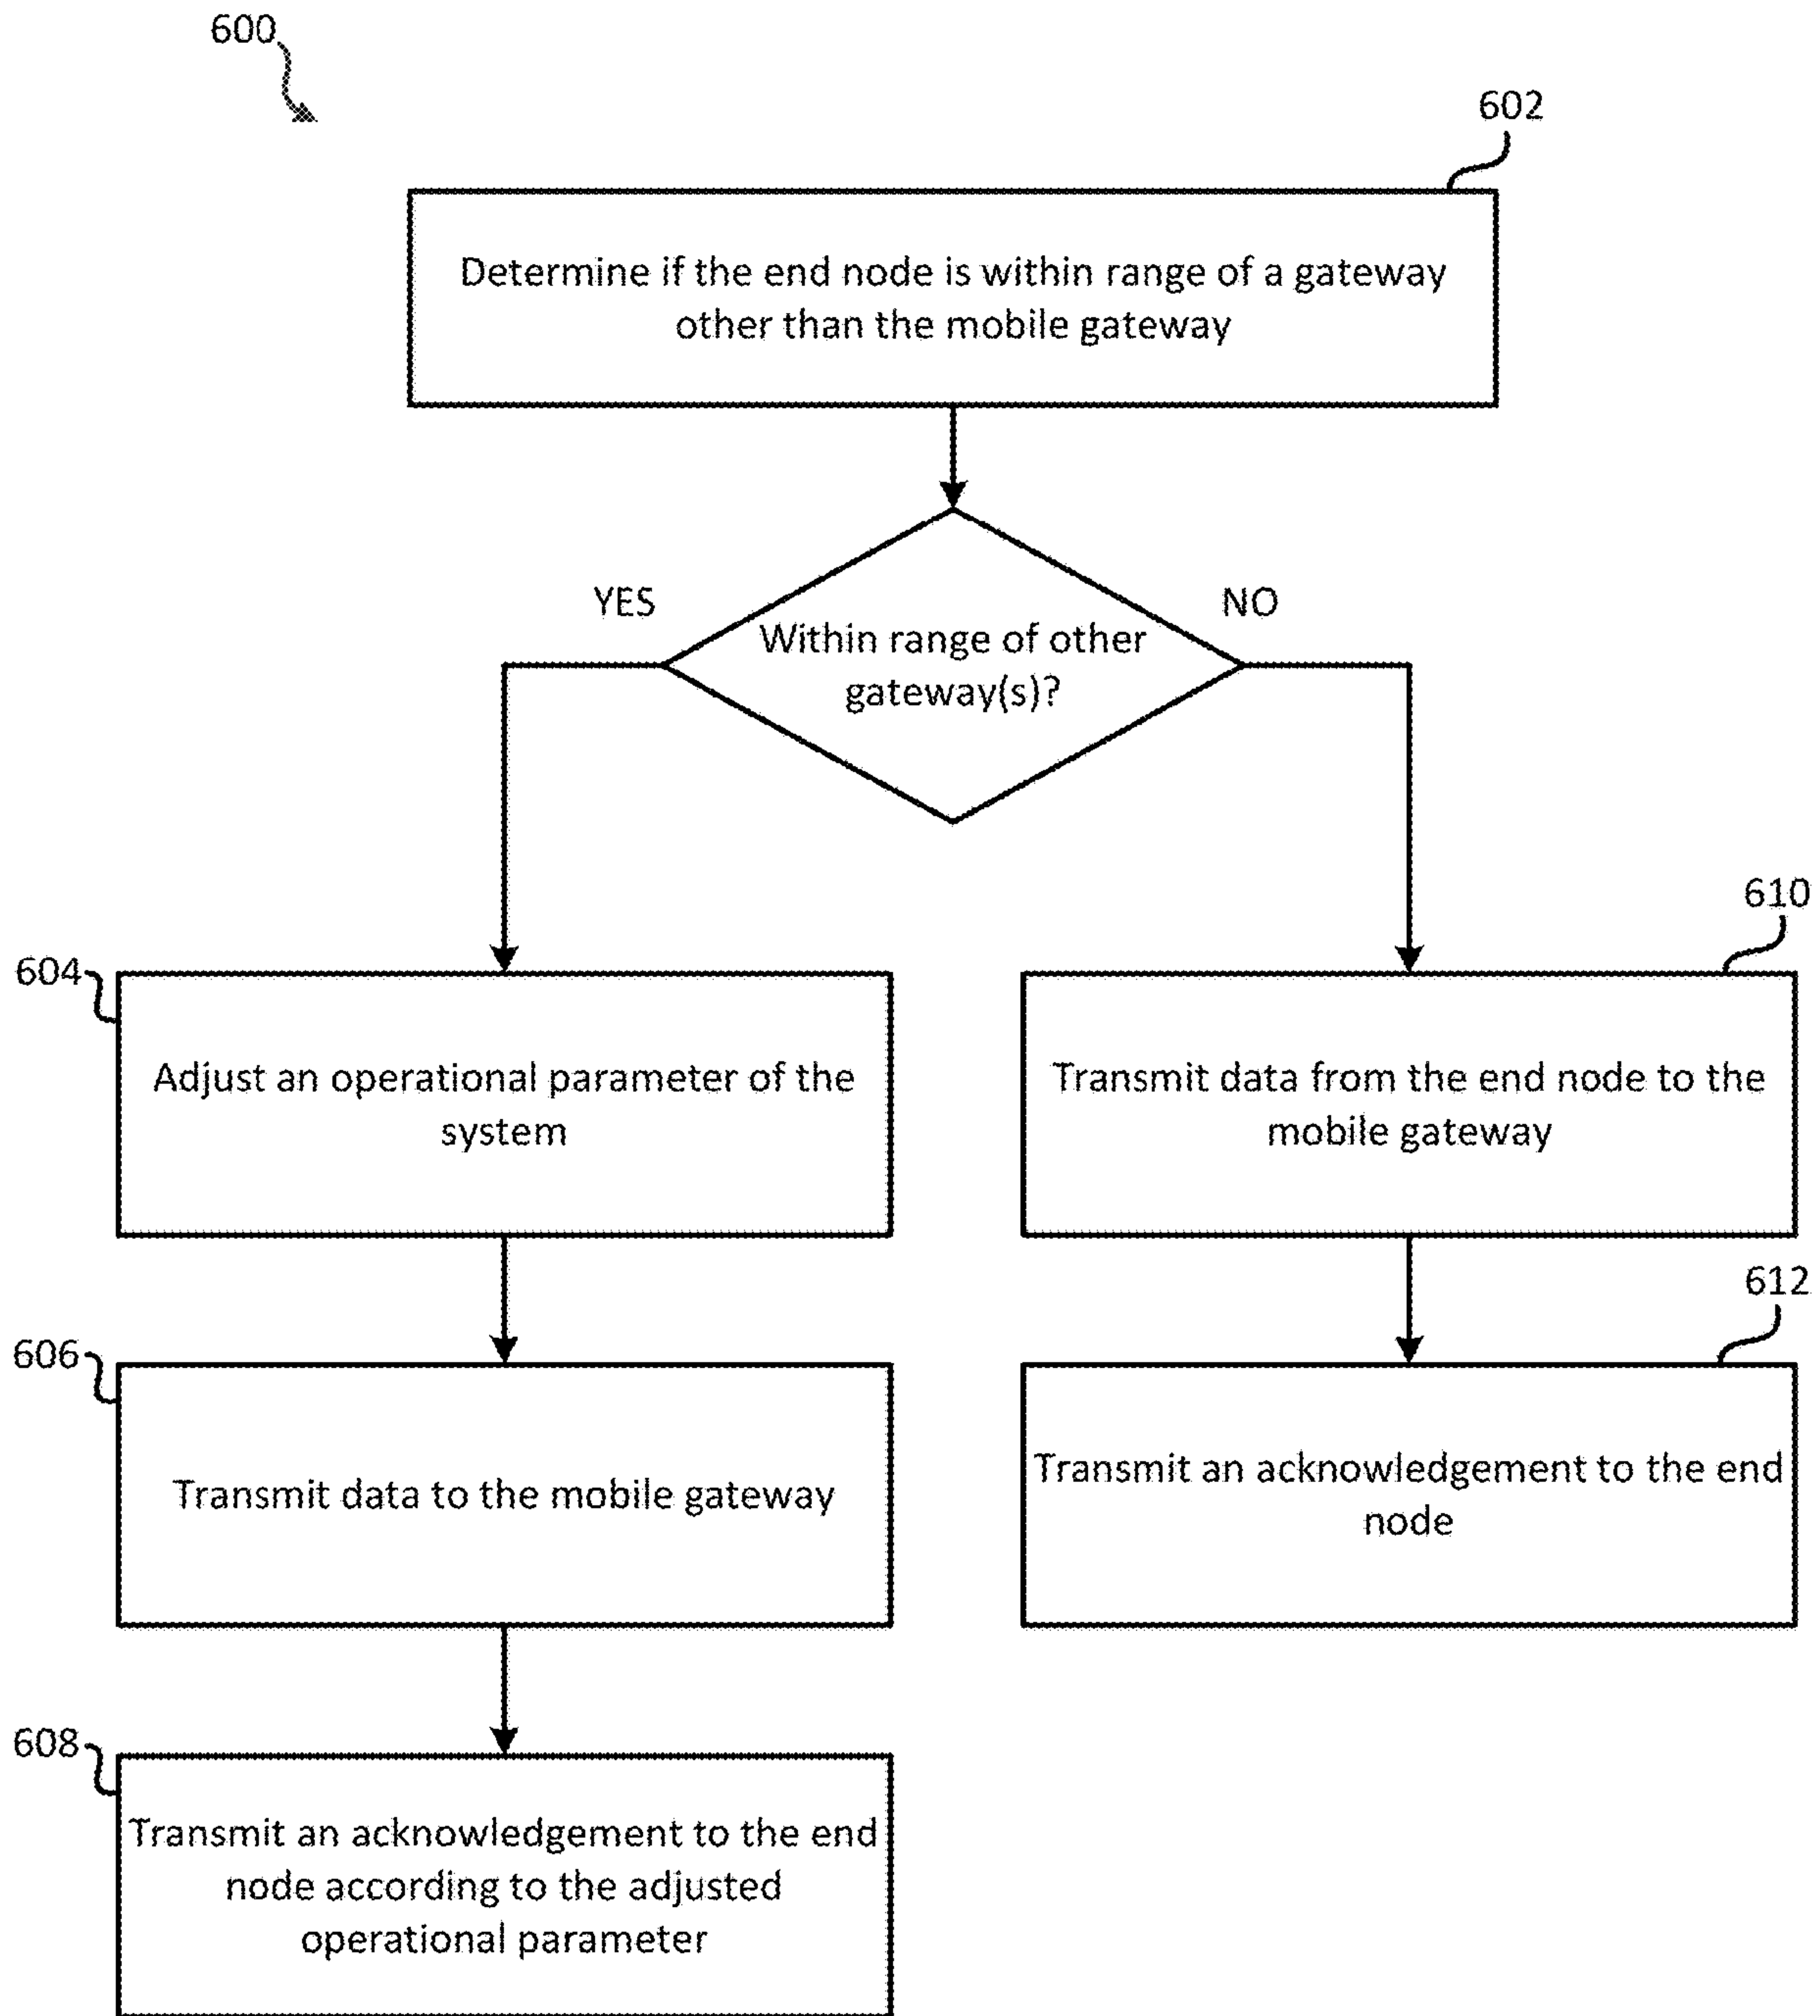 600
602
Determine if the end node is within range of a gateway
other than the mobile gateway
YES
NO
Within range of other
gateway(s)?
604
Adjust an operational parameter of the
system
610
Transmit data from the end node to the
mobile gateway
606
Transmit data to the mobile gateway
612
Transmit an acknowledgement to the end
node
608
Transmit an acknowledgement to the end
node according to the adjusted
operational parameter